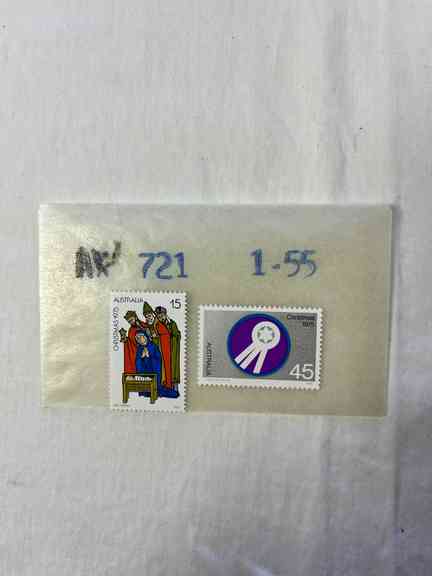 721 1-55
AUSTRALIA 15
CHRISTMAS 1975
Christmas
1975
AUSTRALIA
45